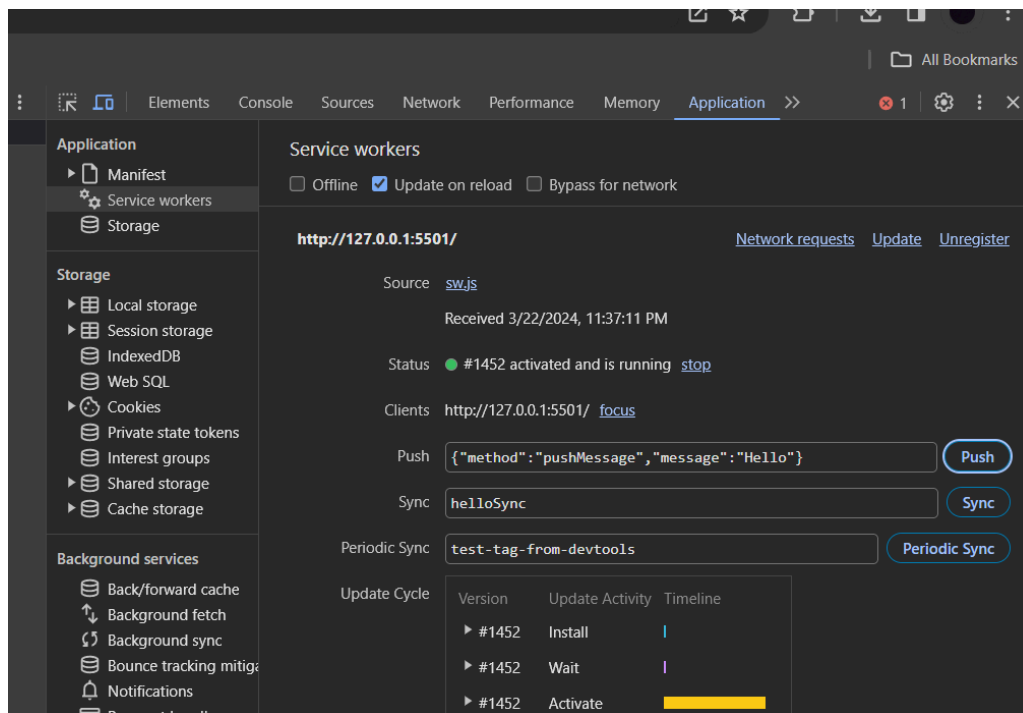 All Bookmarks
Elements Console Sources Network Performance Memory Application 1
Application
Manifest
Service workers
Storage
Storage
Local storage
Session storage
IndexedDB
Web SQL
Cookies
Private state tokens
Interest groups
Shared storage
Cache storage
Background services
Back/forward cache
Background fetch
Background sync
Bounce tracking mitiga
Notifications
Service workers
Offline Update on reload Bypass for network
http://127.0.0.1:5501/ Network requests Update Unregister
Source sw.js
Received 3/22/2024, 11:37:11 PM
Status #1452 activated and is running stop
Clients http://127.0.0.1:5501/ focus
Push {"method":"pushMessage","message":"Hello"} Push
Sync helloSync Sync
Periodic Sync test-tag-from-devtools Periodic Sync
Update Cycle Version Update Activity Timeline
#1452 Install
#1452 Wait
#1452 Activate